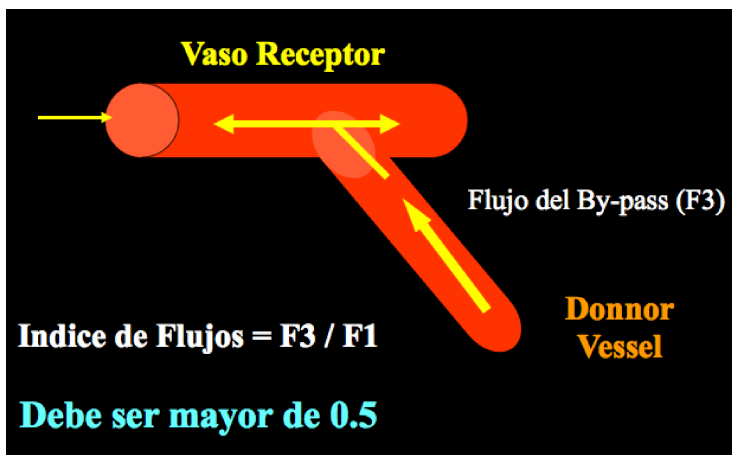 Vaso Receptor
Flujo del By-pass (F3)
Donnor
Vessel
Indice de Flujos = F3 / F1
Debe ser mayor de 0.5